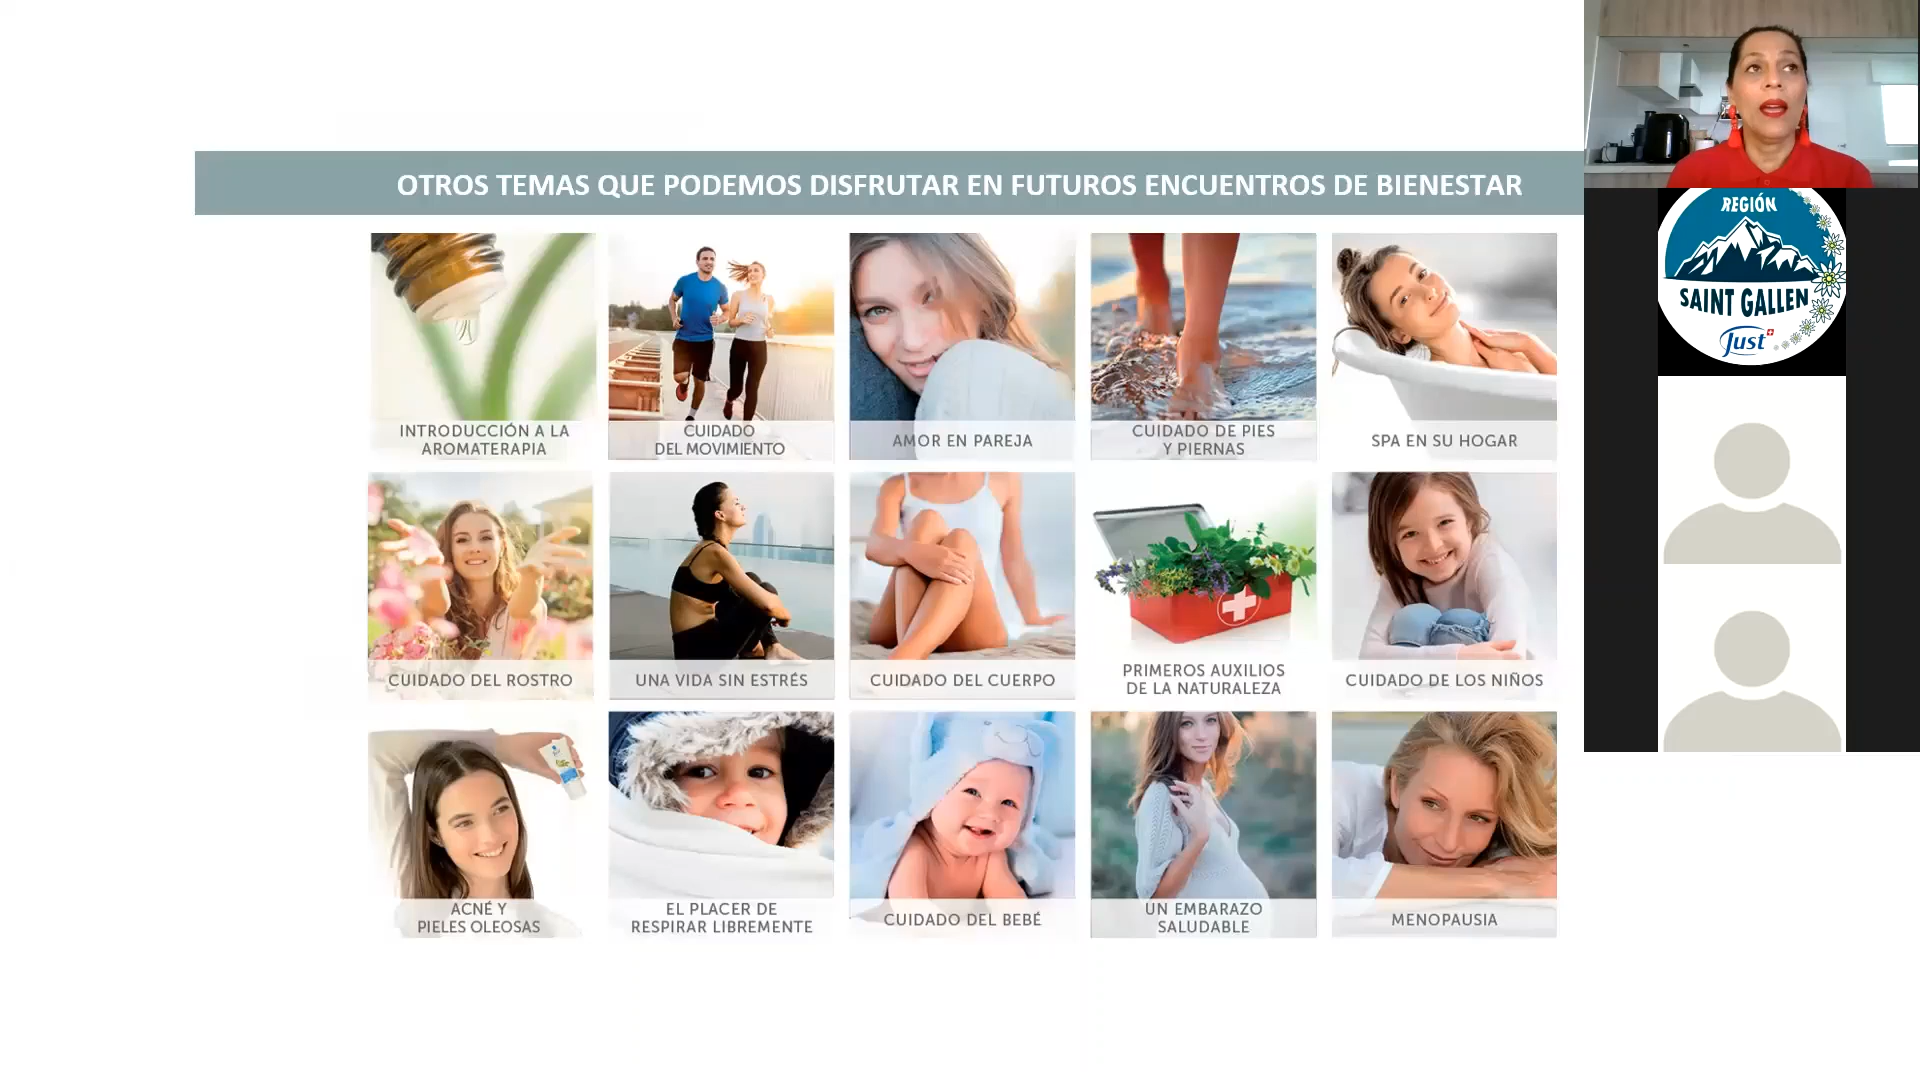 OTROS TEMAS QUE PODEMOS DISFRUTAR EN FUTUROS ENCUENTROS DE BIENESTAR
INTRODUCCIÓN A LA
AROMATERAPIA
CUIDADO
DEL MOVIMIENTO
AMOR EN PAREJA
CUIDADO DE PIES
Y PIERNAS
SPA EN SU HOGAR
CUIDADO DEL ROSTRO
UNA VIDA SIN ESTRÉS
CUIDADO DEL CUERPO
PRIMEROS AUXILIOS
DE LA NATURALEZA
CUIDADO DE LOS NIÑOS
ACNÉ Y
PIELES OLEOSAS
EL PLACER DE
RESPIRAR LIBREMENTE
CUIDADO DEL BEBÉ
UN EMBARAZO
SALUDABLE
MENOPAUSIA
REGIÓN
SAINT GALLEN
Just